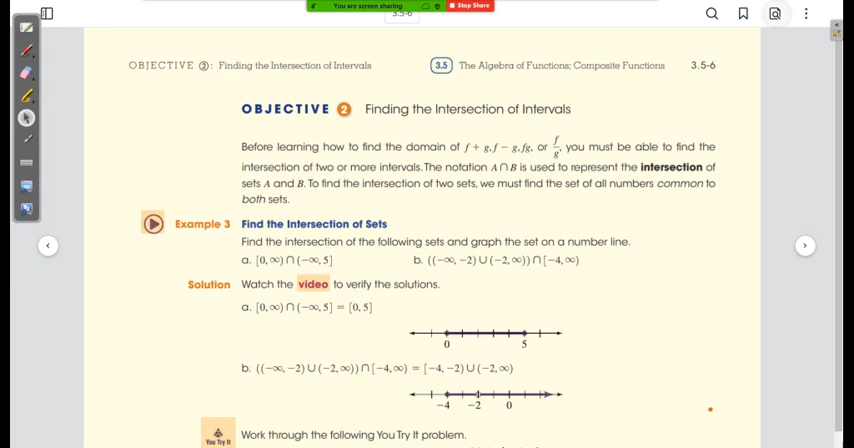 You are screen sharing Stop Share
3.5-6
OBJECTIVE ②: Finding the Intersection of Intervals 3.5 The Algebra of Functions; Composite Functions 3.5-6
OBJECTIVE 2 Finding the Intersection of Intervals
Before learning how to find the domain of f + g, f − g, fg, or f/g, you must be able to find the
intersection of two or more intervals. The notation A ∩ B is used to represent the intersection of
sets A and B. To find the intersection of two sets, we must find the set of all numbers common to
both sets.
Example 3 Find the Intersection of Sets
Find the intersection of the following sets and graph the set on a number line.
a. [0, ∞) ∩ (−∞, 5] b. ((−∞, −2) ∪ (−2, ∞)) ∩ [−4, ∞)
Solution Watch the video to verify the solutions.
a. [0, ∞) ∩ (−∞, 5] = [0, 5]
0 5
b. ((−∞, −2) ∪ (−2, ∞)) ∩ [−4, ∞) = [−4, −2) ∪ (−2, ∞)
−4 −2 0
You Try It Work through the following You Try It problem.